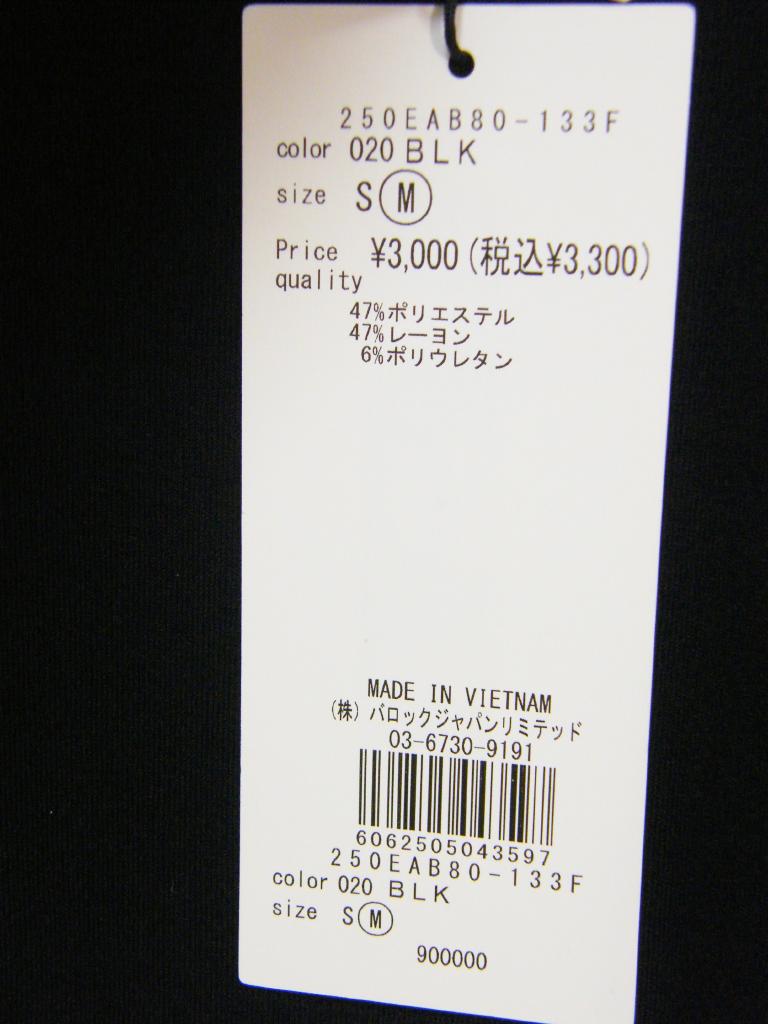 250EAB80-133F
color 020 BLK
size S M
Price ¥3,000 (税込¥3,300)
quality
47%ポリエステル
47%レーヨン
6%ポリウレタン
MADE IN VIETNAM
(株) バロックジャパンリミテッド
03-6730-9191
6062505043597
250EAB80-133F
color 020 BLK
size S M
900000